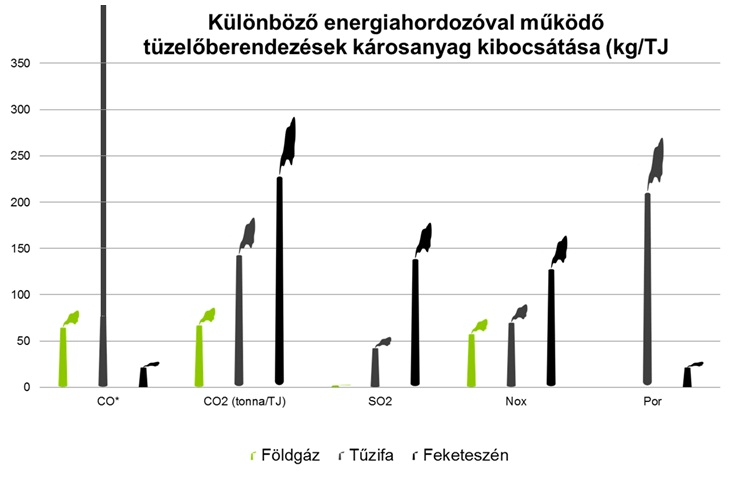 Különböző energiahordozóval működő
tüzelőberendezések károsanyag kibocsátása (kg/TJ
350
300
250
200
150
100
50
0
CO* CO2 (tonna/TJ) SO2 Nox Por
Földgáz Tűzifa Feketeszén